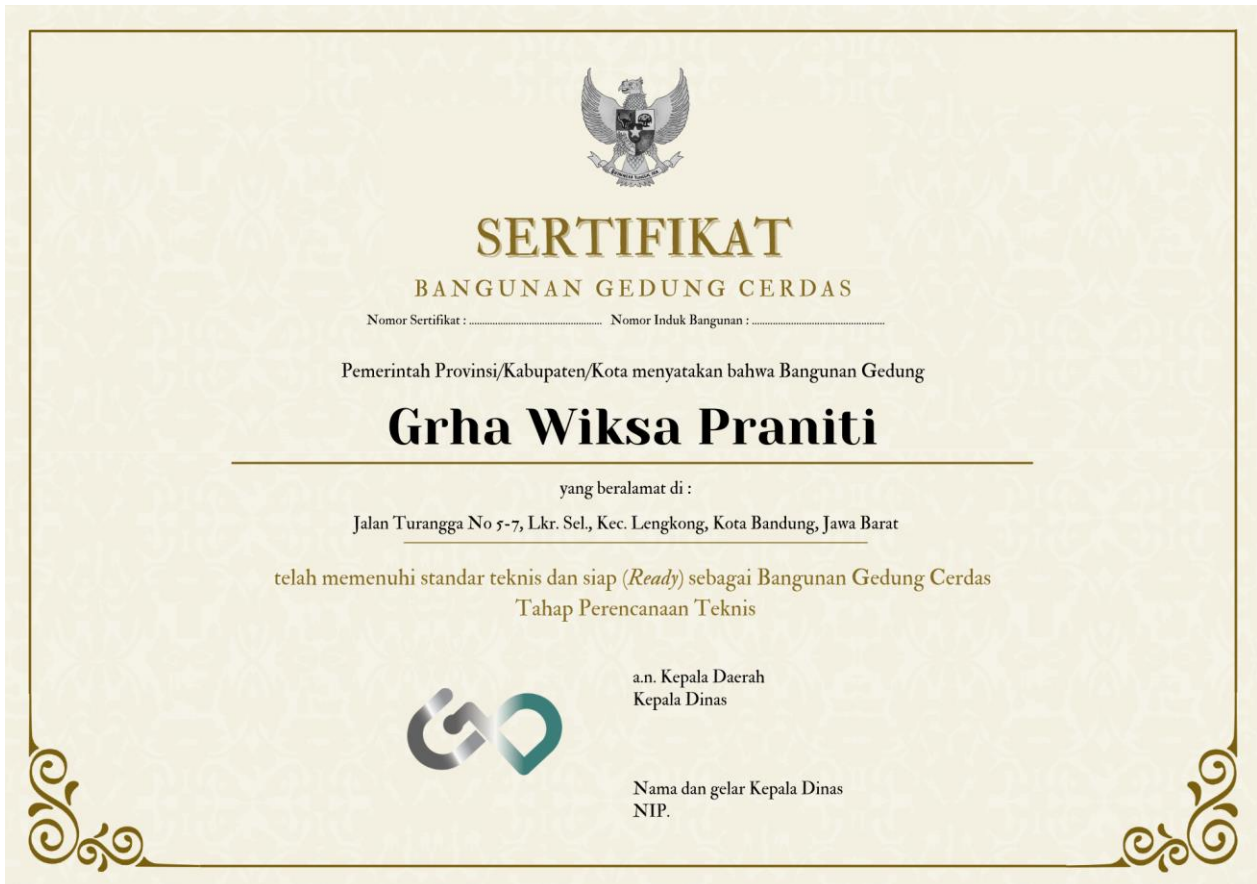 SERTIFIKAT
BANGUNAN GEDUNG CERDAS
Nomor Sertifikat : ................................................ Nomor Induk Bangunan : ................................................
Pemerintah Provinsi/Kabupaten/Kota menyatakan bahwa Bangunan Gedung
Grha Wiksa Praniti
yang beralamat di :
Jalan Turangga No 5-7, Lkr. Sel., Kec. Lengkong, Kota Bandung, Jawa Barat
telah memenuhi standar teknis dan siap (Ready) sebagai Bangunan Gedung Cerdas
Tahap Perencanaan Teknis
a.n. Kepala Daerah
Kepala Dinas
Nama dan gelar Kepala Dinas
NIP.